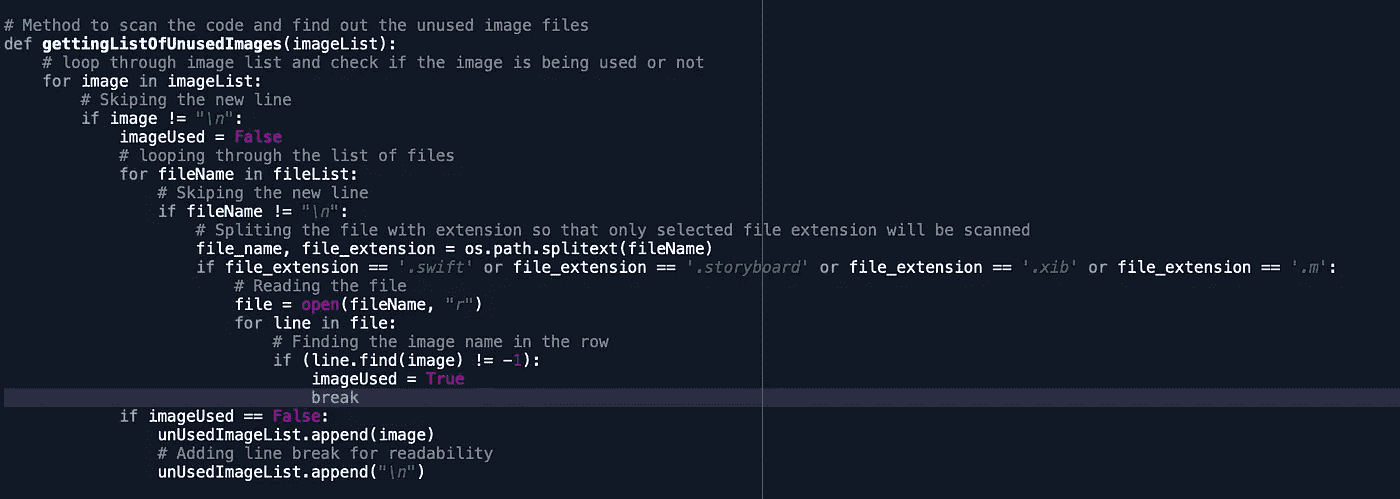 # Method to scan the code and find out the unused image files
def gettingListOfUnusedImages(imageList):
    # loop through image list and check if the image is being used or not
    for image in imageList:
        # Skiping the new line
        if image != "\n":
            imageUsed = False
            # looping through the list of files
            for fileName in fileList:
                # Skiping the new line
                if fileName != "\n":
                    # Spliting the file with extension so that only selected file extension will be scanned
                    file_name, file_extension = os.path.splitext(fileName)
                    if file_extension == '.swift' or file_extension == '.storyboard' or file_extension == '.xib' or file_extension == '.m':
                        # Reading the file
                        file = open(fileName, "r")
                        for line in file:
                            # Finding the image name in the row
                            if (line.find(image) != -1):
                                imageUsed = True
                                break
            if imageUsed == False:
                unUsedImageList.append(image)
                # Adding line break for readability
                unUsedImageList.append("\n")